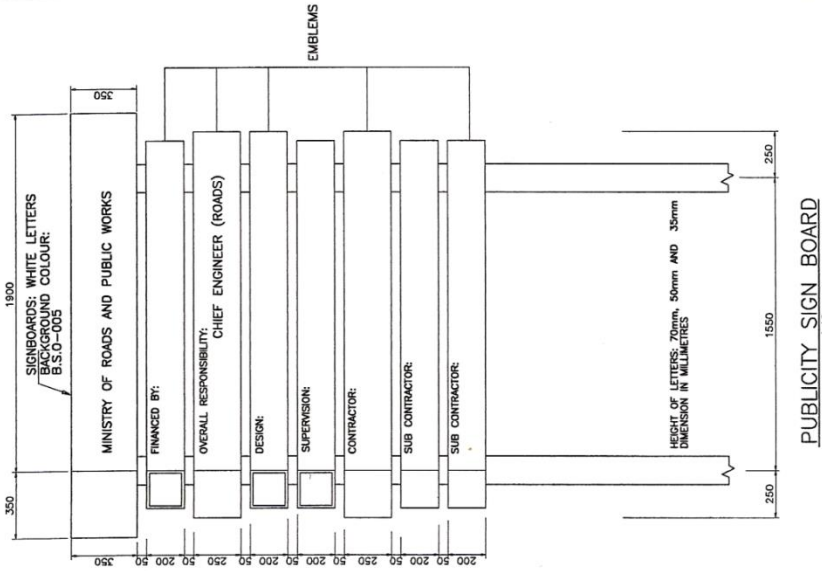 350
1900
SIGNBOARDS: WHITE LETTERS
BACKGROUND COLOUR:
B.S.O-005
350
350
MINISTRY OF ROADS AND PUBLIC WORKS
50
200
FINANCED BY:
50
250
OVERALL RESPONSIBILITY:
CHIEF ENGINEER (ROADS)
50
200
DESIGN:
50
200
SUPERVISION:
50
250
CONTRACTOR:
50
200
SUB CONTRACTOR:
50
200
SUB CONTRACTOR:
EMBLEMS
HEIGHT OF LETTERS: 70mm, 50mm AND 35mm
DIMENSION IN MILLIMETRES
250
1550
250
PUBLICITY SIGN BOARD